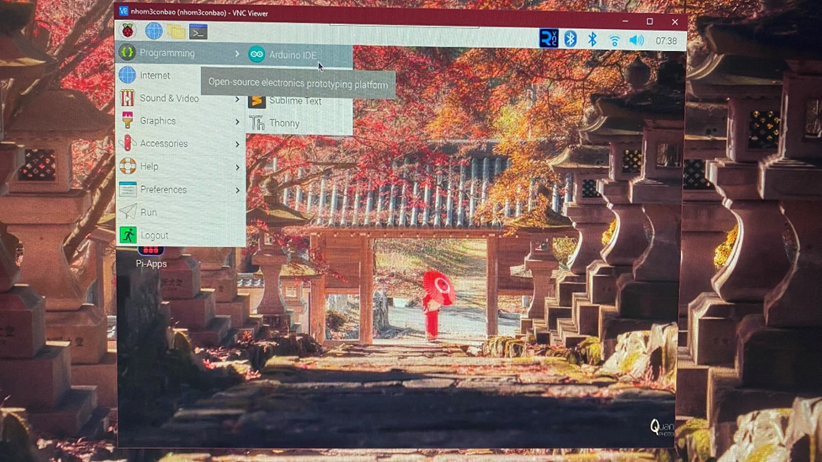 nhom3conbao (nhom3conbao) - VNC Viewer
07:38
Programming
Arduino IDE
Internet
Open-source electronics prototyping platform
Sound & Video
Sublime Text
Graphics
Thonny
Accessories
Help
Preferences
Run
Logout
Pi-Apps
Quan